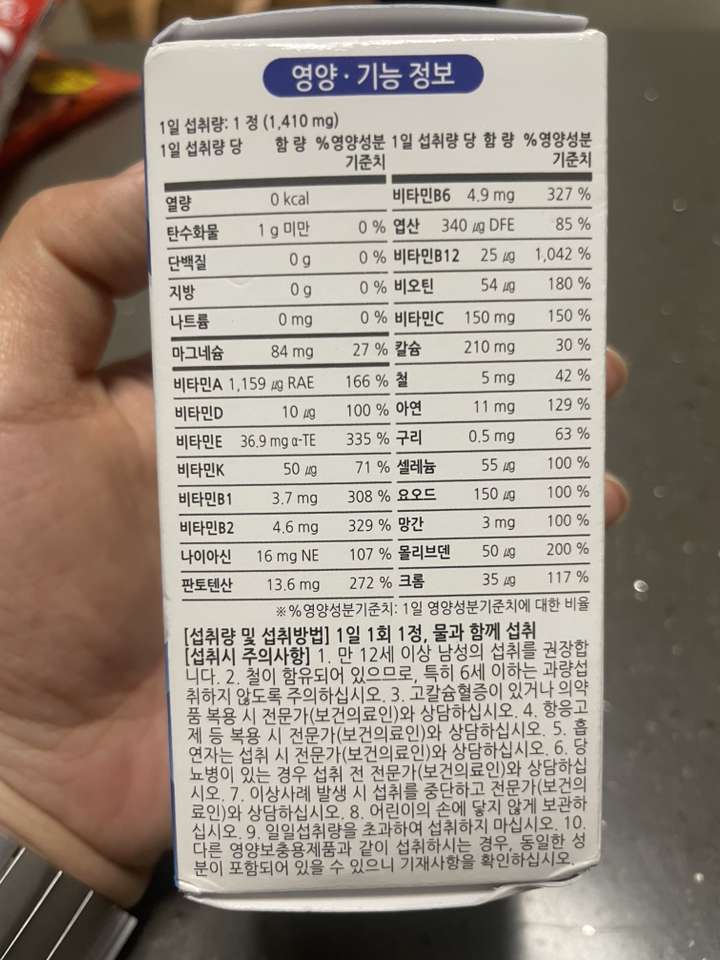 영양·기능 정보
1일 섭취량: 1 정 (1,410 mg)
1일 섭취량 당 함 량 %영양성분 기준치
열량 0 kcal
탄수화물 1 g 미만 0 %
단백질 0 g 0 %
지방 0 g 0 %
나트륨 0 mg 0 %
마그네슘 84 mg 27 %
비타민A 1,159 ㎍ RAE 166 %
비타민D 10 ㎍ 100 %
비타민E 36.9 mg α-TE 335 %
비타민K 50 ㎍ 71 %
비타민B1 3.7 mg 308 %
비타민B2 4.6 mg 329 %
나이아신 16 mg NE 107 %
판토텐산 13.6 mg 272 %
1일 섭취량 당 함 량 %영양성분 기준치
비타민B6 4.9 mg 327 %
엽산 340 ㎍ DFE 85 %
비타민B12 25 ㎍ 1,042 %
비오틴 54 ㎍ 180 %
비타민C 150 mg 150 %
칼슘 210 mg 30 %
철 5 mg 42 %
아연 11 mg 129 %
구리 0.5 mg 63 %
셀레늄 55 ㎍ 100 %
요오드 150 ㎍ 100 %
망간 3 mg 100 %
몰리브덴 50 ㎍ 200 %
크롬 35 ㎍ 117 %
※%영양성분기준치: 1일 영양성분기준치에 대한 비율
[섭취량 및 섭취방법] 1일 1회 1정, 물과 함께 섭취
[섭취시 주의사항] 1. 만 12세 이상 남성의 섭취를 권장합
니다. 2. 철이 함유되어 있으므로, 특히 6세 이하는 과량섭
취하지 않도록 주의하십시오. 3. 고칼슘혈증이 있거나 의약
품 복용 시 전문가(보건의료인)와 상담하십시오. 4. 항응고
제 등 복용 시 전문가(보건의료인)와 상담하십시오. 5. 흡
연자는 섭취 시 전문가(보건의료인)와 상담하십시오. 6. 당
뇨병이 있는 경우 섭취 전 전문가(보건의료인)와 상담하십
시오. 7. 이상사례 발생 시 섭취를 중단하고 전문가(보건의
료인)와 상담하십시오. 8. 어린이의 손에 닿지 않게 보관하
십시오. 9. 일일섭취량을 초과하여 섭취하지 마십시오. 10.
다른 영양보충용제품과 같이 섭취하시는 경우, 동일한 성
분이 포함되어 있을 수 있으니 기재사항을 확인하십시오.